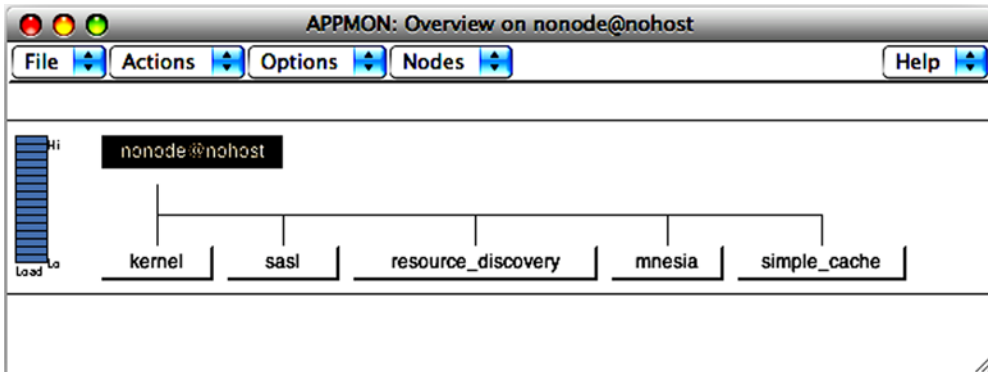 APPMON: Overview on nonode@nohost
File Actions Options Nodes Help
Hi
nonode@nohost
Lo
Load
kernel sasl resource_discovery mnesia simple_cache